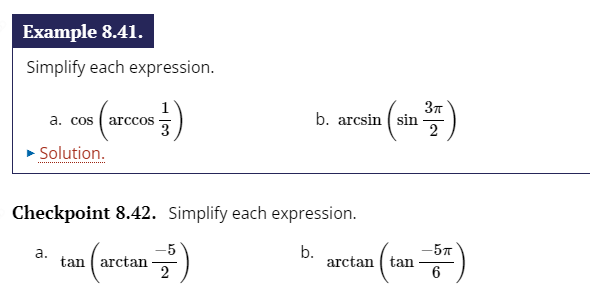 Example 8.41.
Simplify each expression.
a. cos (arccos 1/3) b. arcsin (sin 3π/2)
▸ Solution.
Checkpoint 8.42. Simplify each expression.
a. tan (arctan −5/2) b. arctan (tan −5π/6)